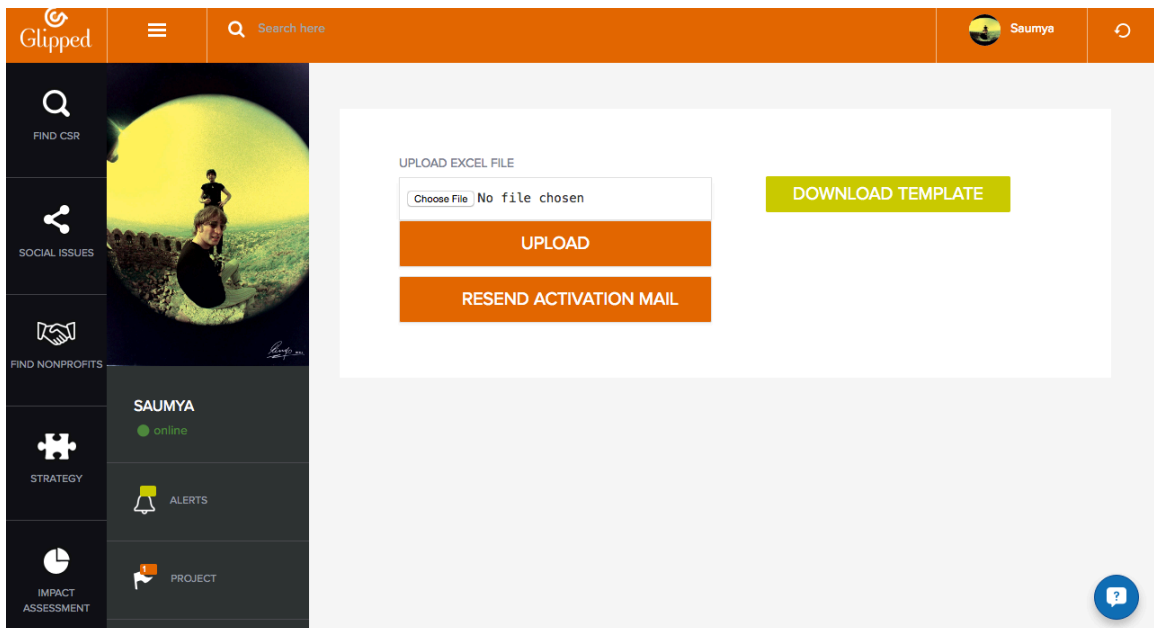 Glipped
Search here
Saumya
FIND CSR
SOCIAL ISSUES
FIND NONPROFITS
STRATEGY
IMPACT
ASSESSMENT
SAUMYA
online
ALERTS
1
PROJECT
UPLOAD EXCEL FILE
Choose File No file chosen
UPLOAD
RESEND ACTIVATION MAIL
DOWNLOAD TEMPLATE
?